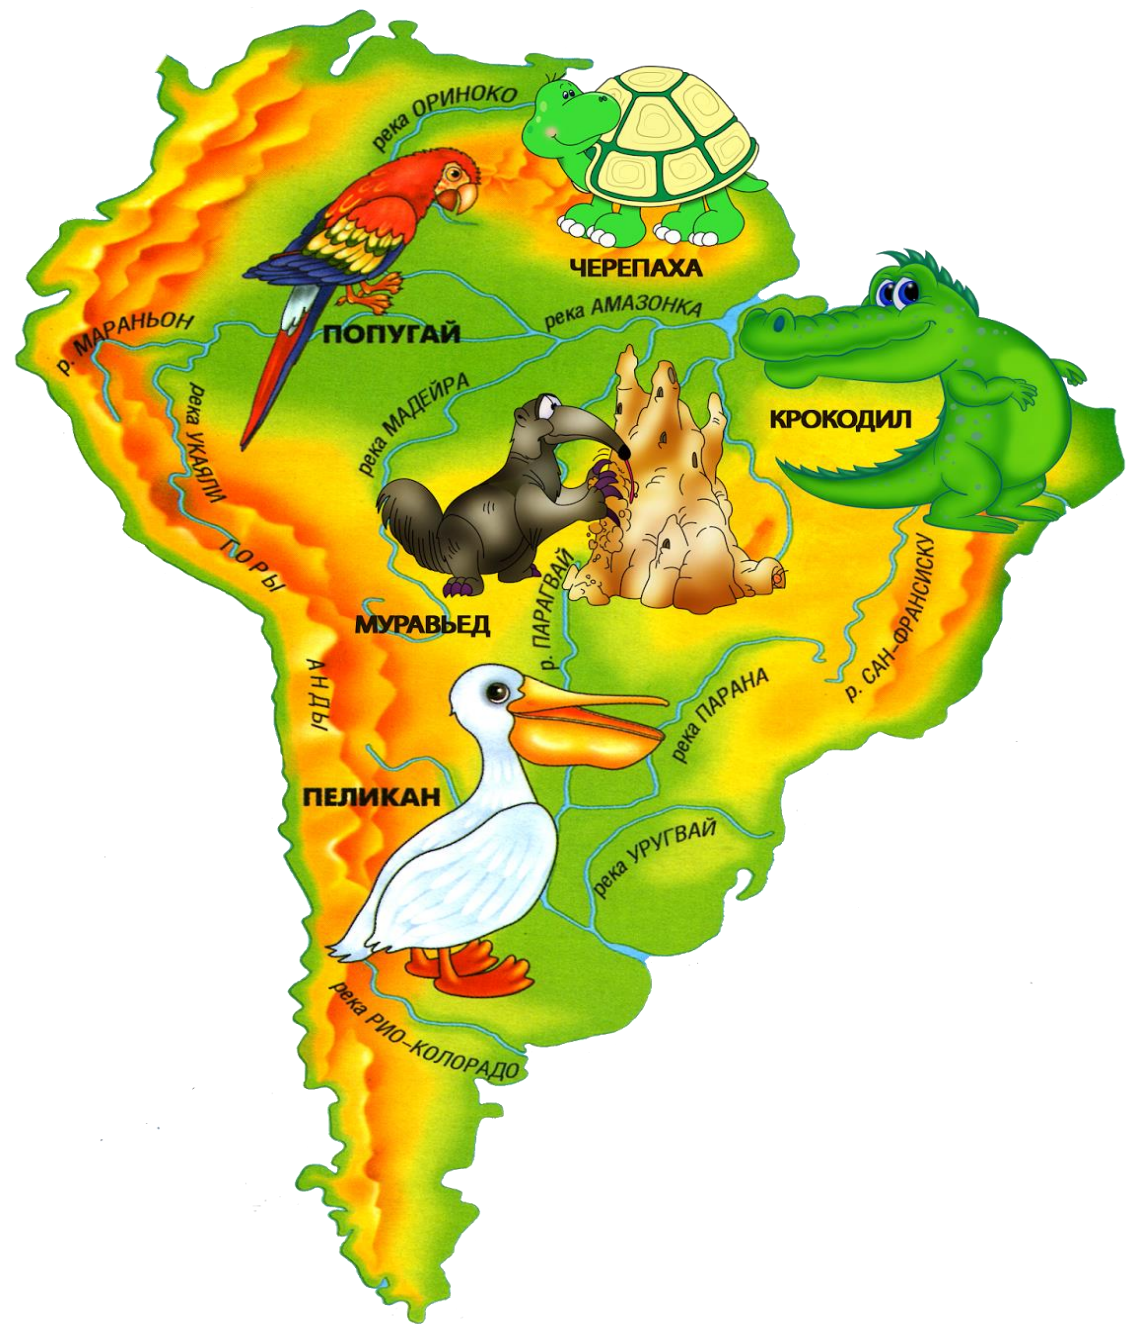 река ОРИНОКО
ЧЕРЕПАХА
река АМАЗОНКА
р. МАРАНЬОН
ПОПУГАЙ
река МАДЕЙРА
река УКАЯЛИ
КРОКОДИЛ
ГОРЫ
АНДЫ
МУРАВЬЕД
р. ПАРАГВАЙ
р. САН-ФРАНСИСКУ
река ПАРАНА
ПЕЛИКАН
река УРУГВАЙ
река РИО-КОЛОРАДО